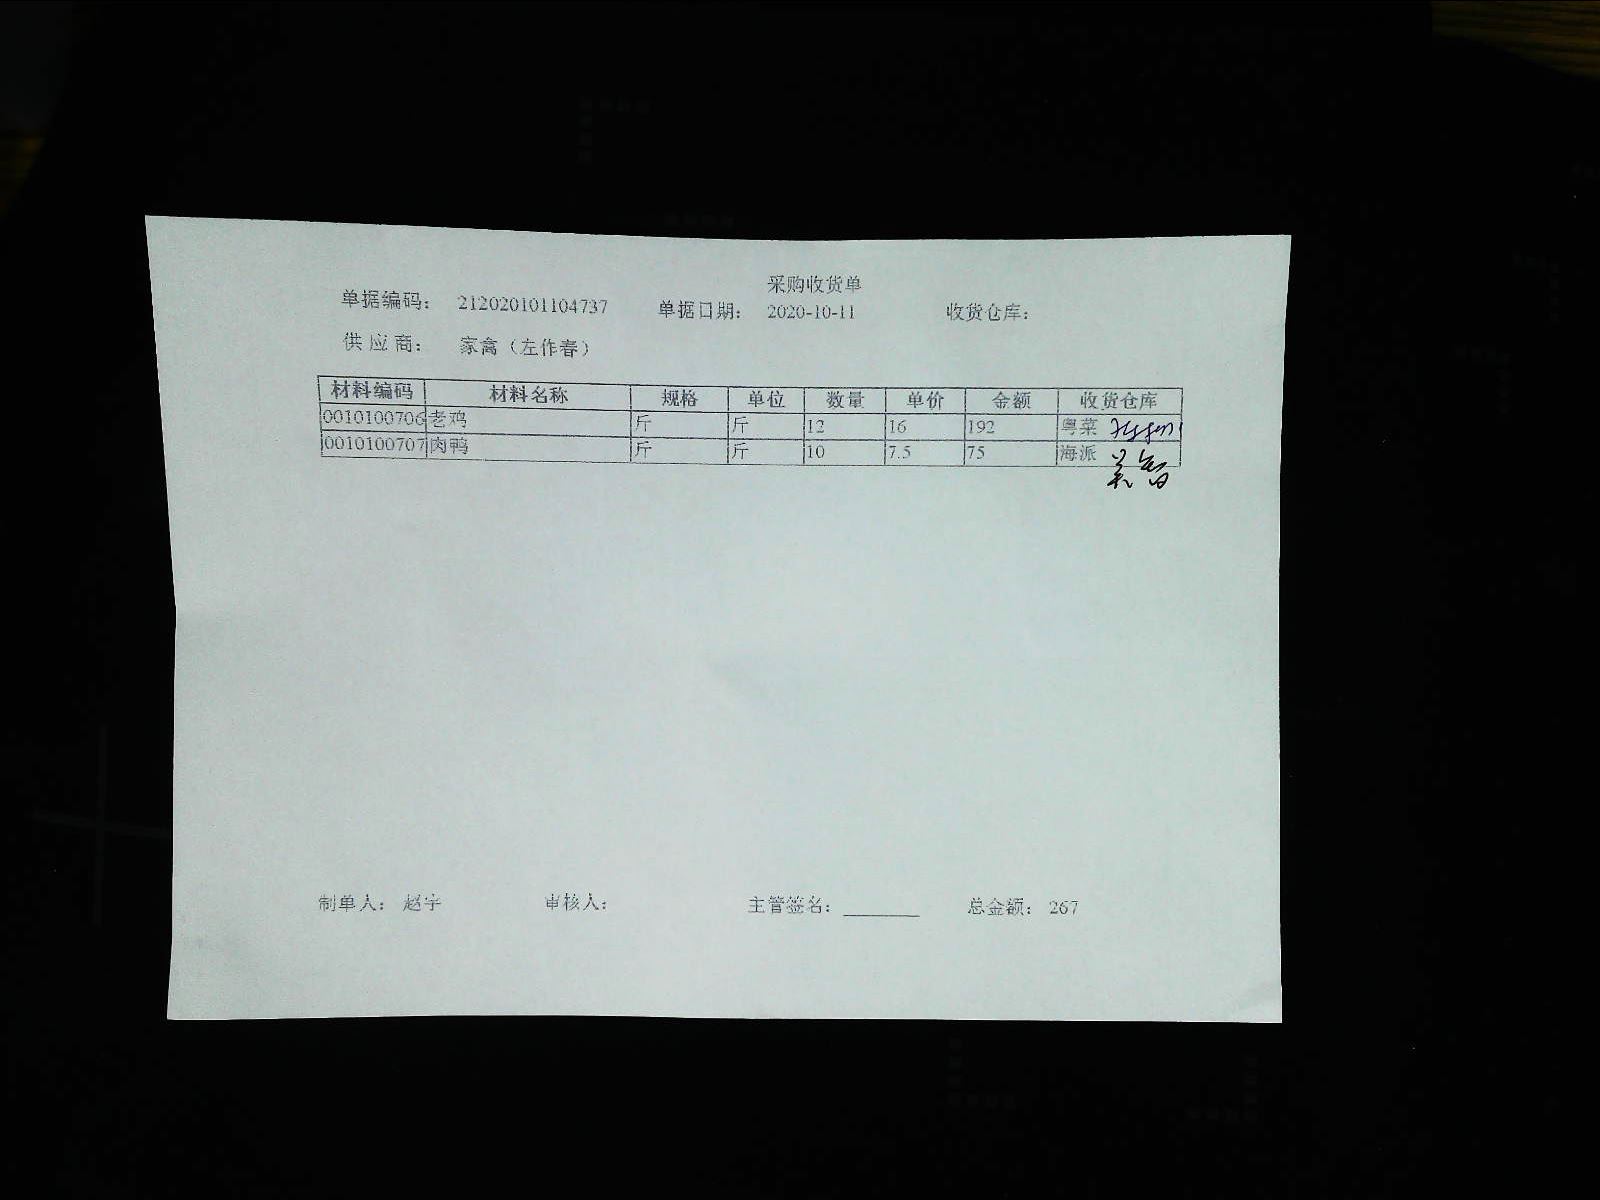 采购收货单
单据编码： 212020101104737 单据日期： 2020-10-11 收货仓库：
供 应 商： 家禽（左作春）
材料编码 材料名称 规格 单位 数量 单价 金额 收货仓库
0010100706 老鸡 斤 斤 12 16 192 粤菜
0010100707 肉鸭 斤 斤 10 7.5 75 海派
制单人： 赵宇 审核人： 主管签名： 总金额： 267